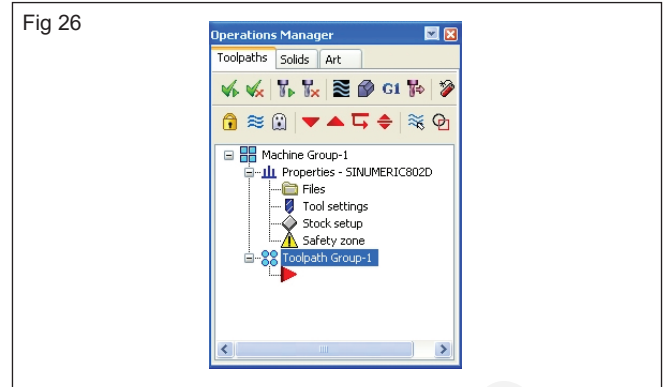 Fig 26
Operations Manager
Toolpaths Solids Art
G1
Machine Group-1
Properties - SINUMERIC802D
Files
Tool settings
Stock setup
Safety zone
Toolpath Group-1